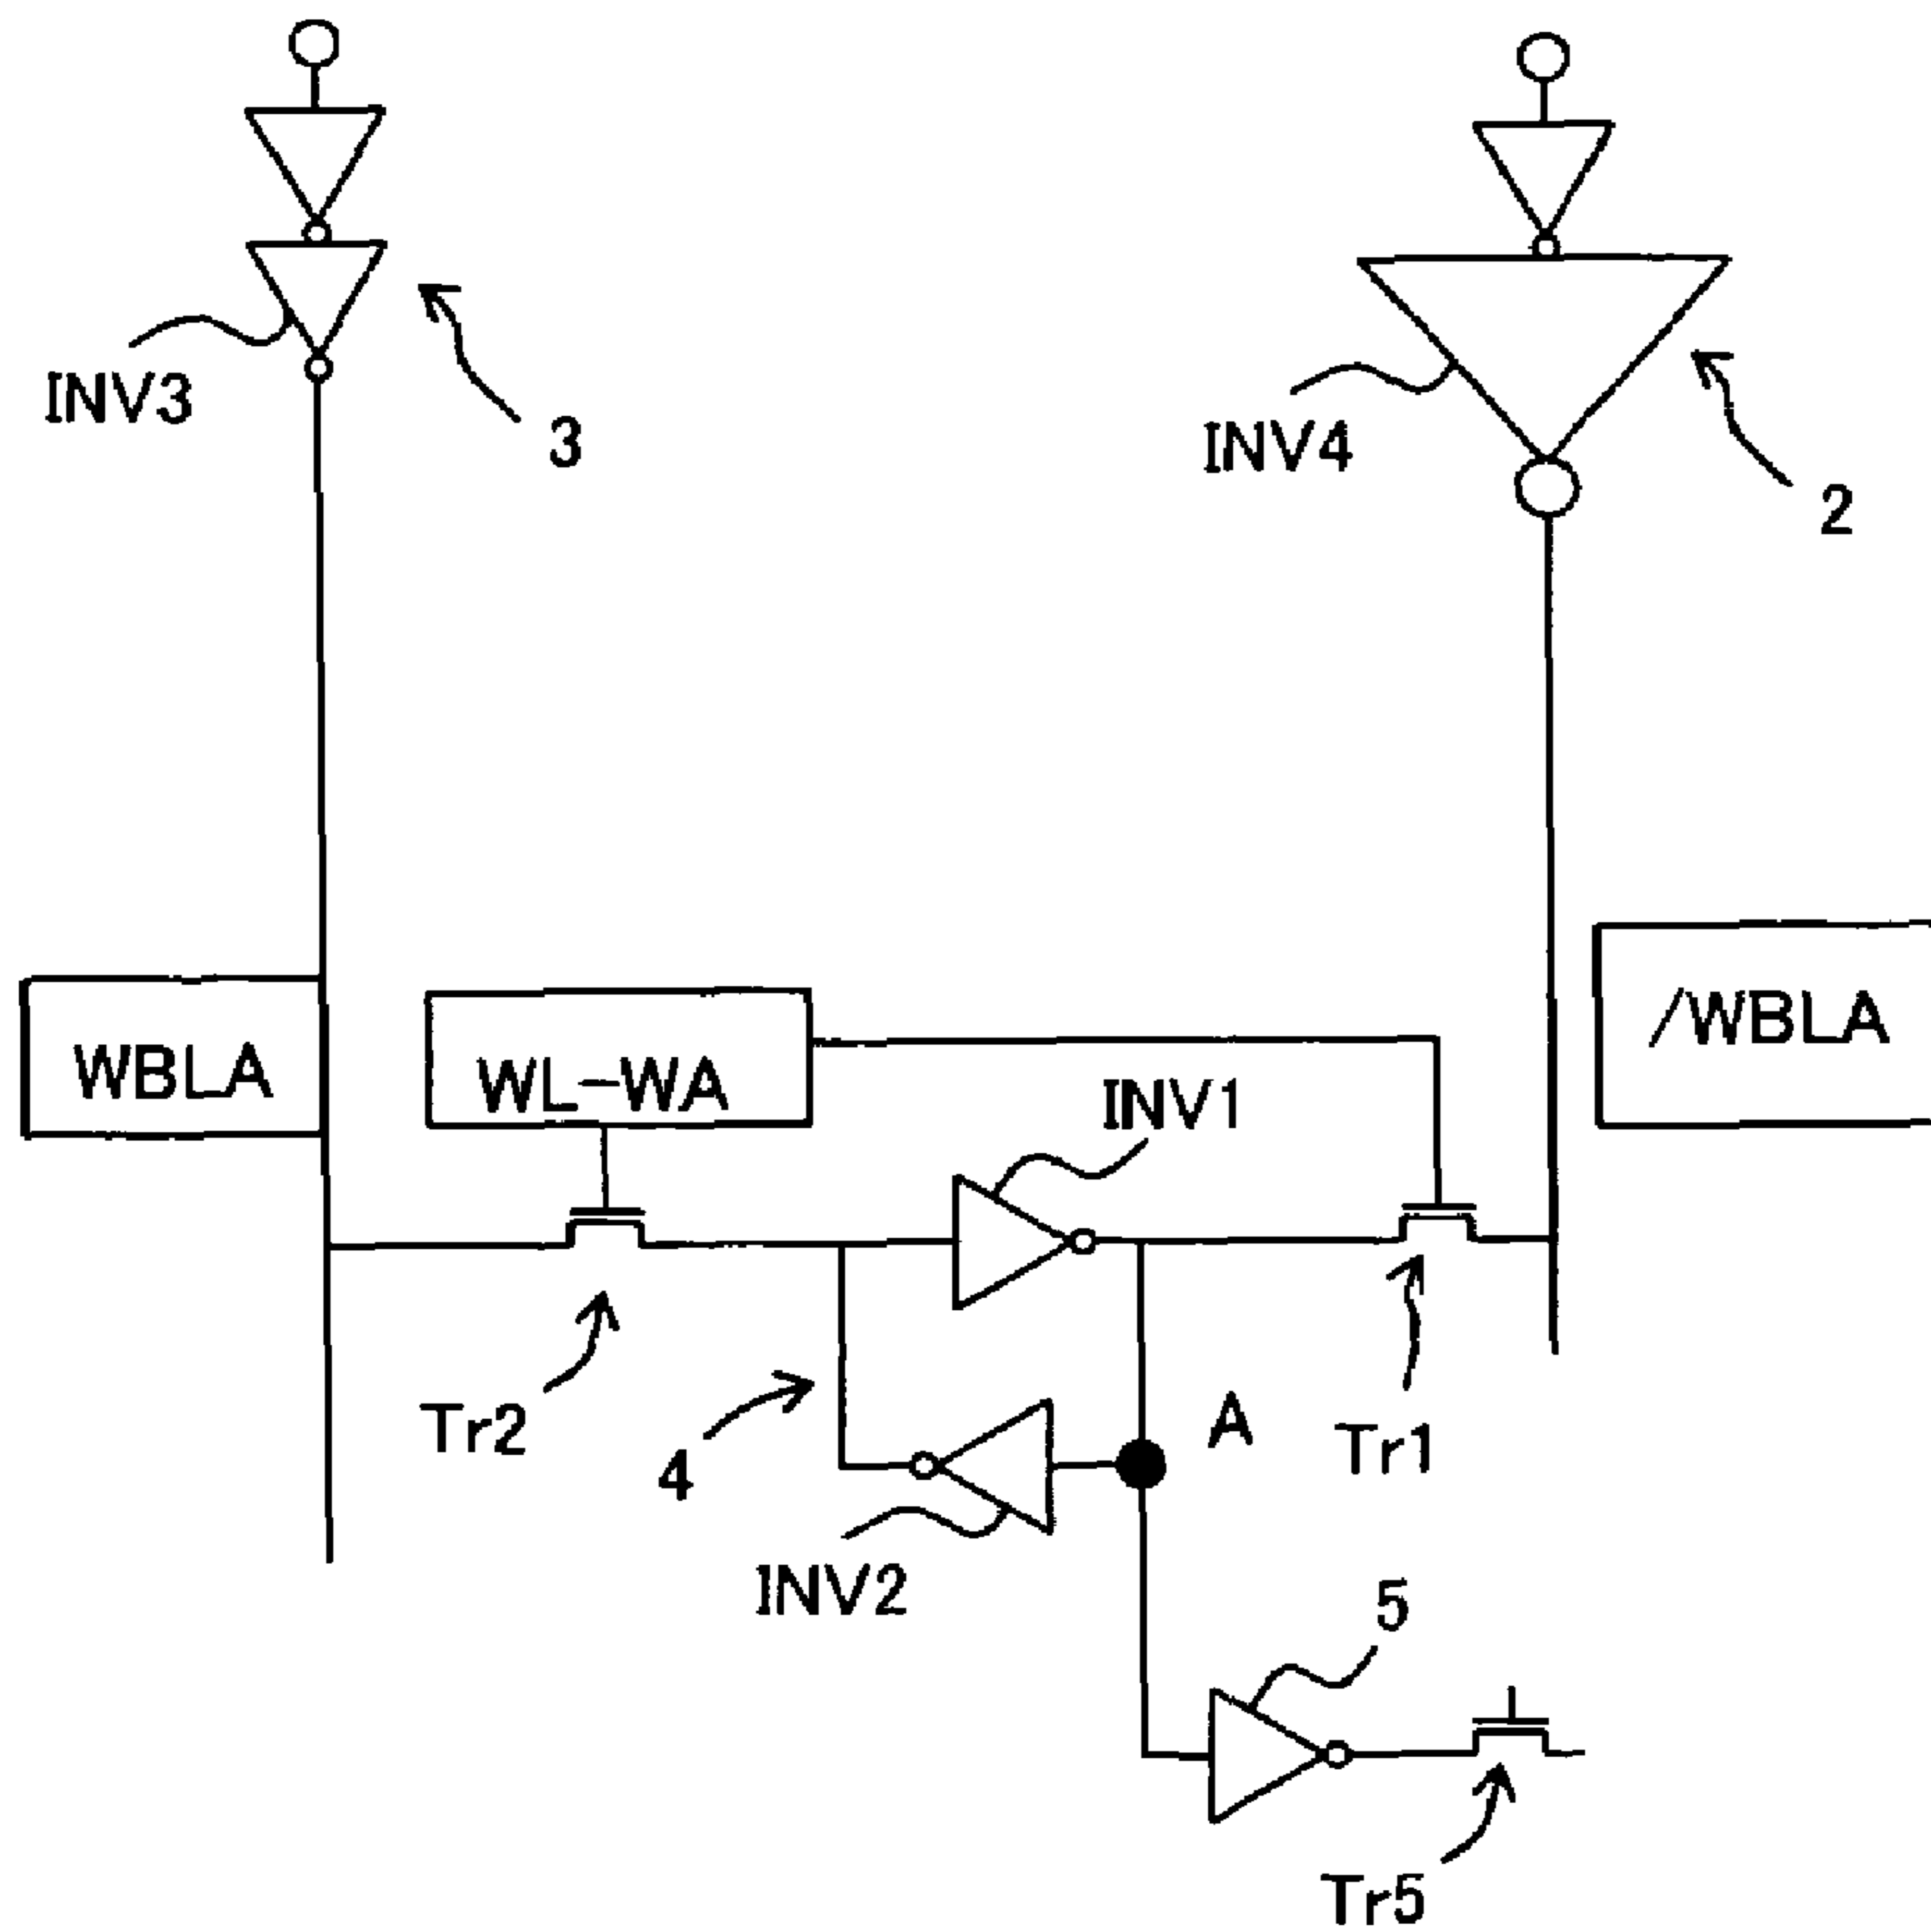 INV3
3
INV4
2
WBLA
WL-WA
/WBLA
INV1
Tr2
4
A
Tr1
INV2
5
Tr5